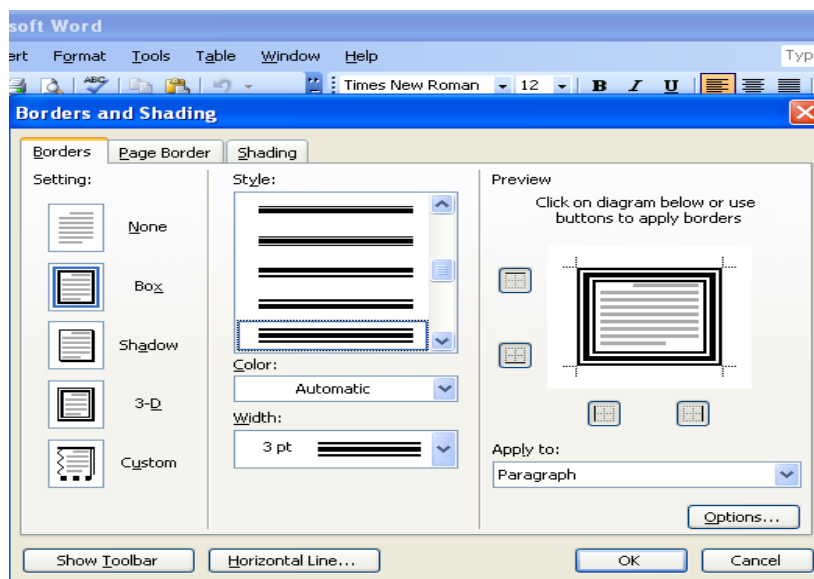 soft Word
ert Format Tools Table Window Help Typ
Times New Roman 12 B I U
Borders and Shading
Borders Page Border Shading
Setting:
None
Box
Shadow
3-D
Custom
Style:
Color:
Automatic
Width:
3 pt
Preview
Click on diagram below or use
buttons to apply borders
Apply to:
Paragraph
Options...
Show Toolbar Horizontal Line... OK Cancel